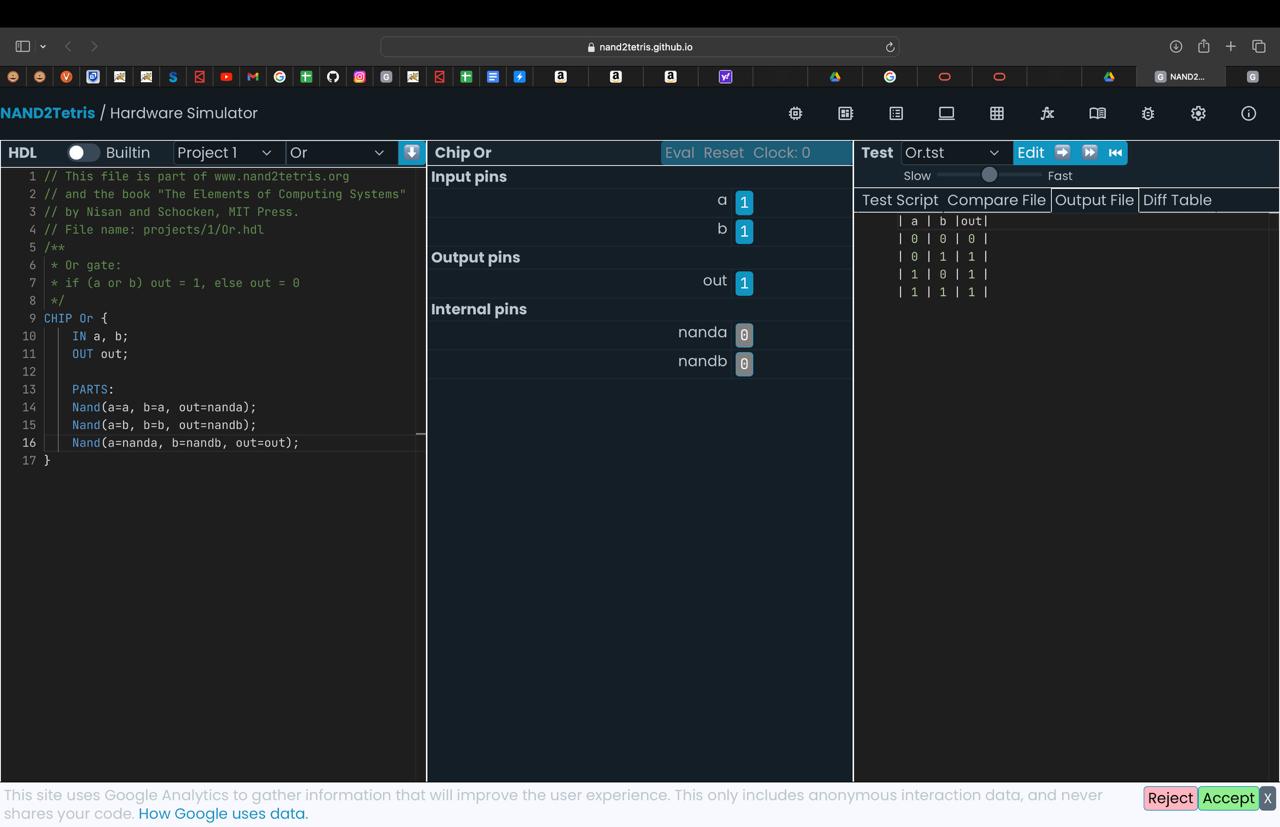 nand2tetris.github.io
NAND2...
NAND2Tetris / Hardware Simulator
HDL Builtin Project 1 Or
1 // This file is part of www.nand2tetris.org
2 // and the book "The Elements of Computing Systems"
3 // by Nisan and Schocken, MIT Press.
4 // File name: projects/1/Or.hdl
5 /**
6 * Or gate:
7 * if (a or b) out = 1, else out = 0
8 */
9 CHIP Or {
10 IN a, b;
11 OUT out;
12
13 PARTS:
14 Nand(a=a, b=a, out=nanda);
15 Nand(a=b, b=b, out=nandb);
16 Nand(a=nanda, b=nandb, out=out);
17 }
Chip Or Eval Reset Clock: 0
Input pins
a 1
b 1
Output pins
out 1
Internal pins
nanda 0
nandb 0
Test Or.tst Edit
Slow Fast
Test Script Compare File Output File Diff Table
| a | b |out|
| 0 | 0 | 0 |
| 0 | 1 | 1 |
| 1 | 0 | 1 |
| 1 | 1 | 1 |
This site uses Google Analytics to gather information that will improve the user experience. This only includes anonymous interaction data, and never
shares your code. How Google uses data.
Reject Accept X